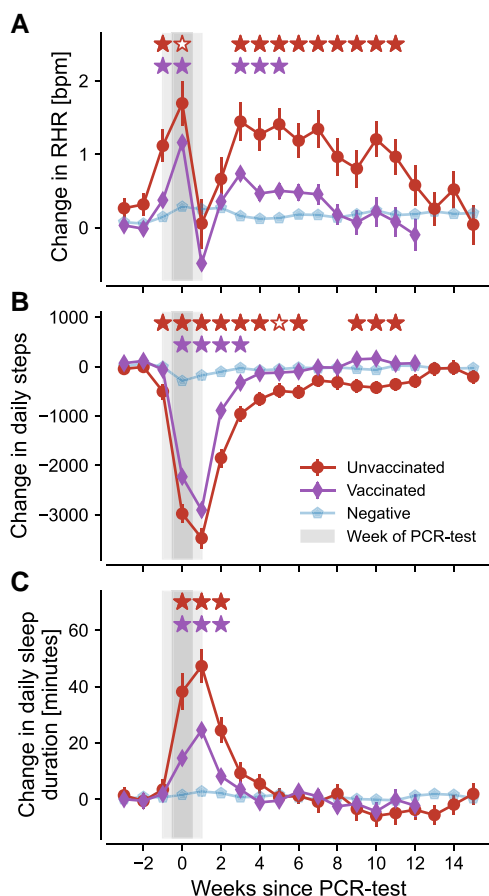 A
Change in RHR [bpm]
2
1
0
B
Change in daily steps
1000
0
−1000
−2000
−3000
Unvaccinated
Vaccinated
Negative
Week of PCR-test
C
Change in daily sleep
duration [minutes]
60
40
20
0
−2 0 2 4 6 8 10 12 14
Weeks since PCR-test